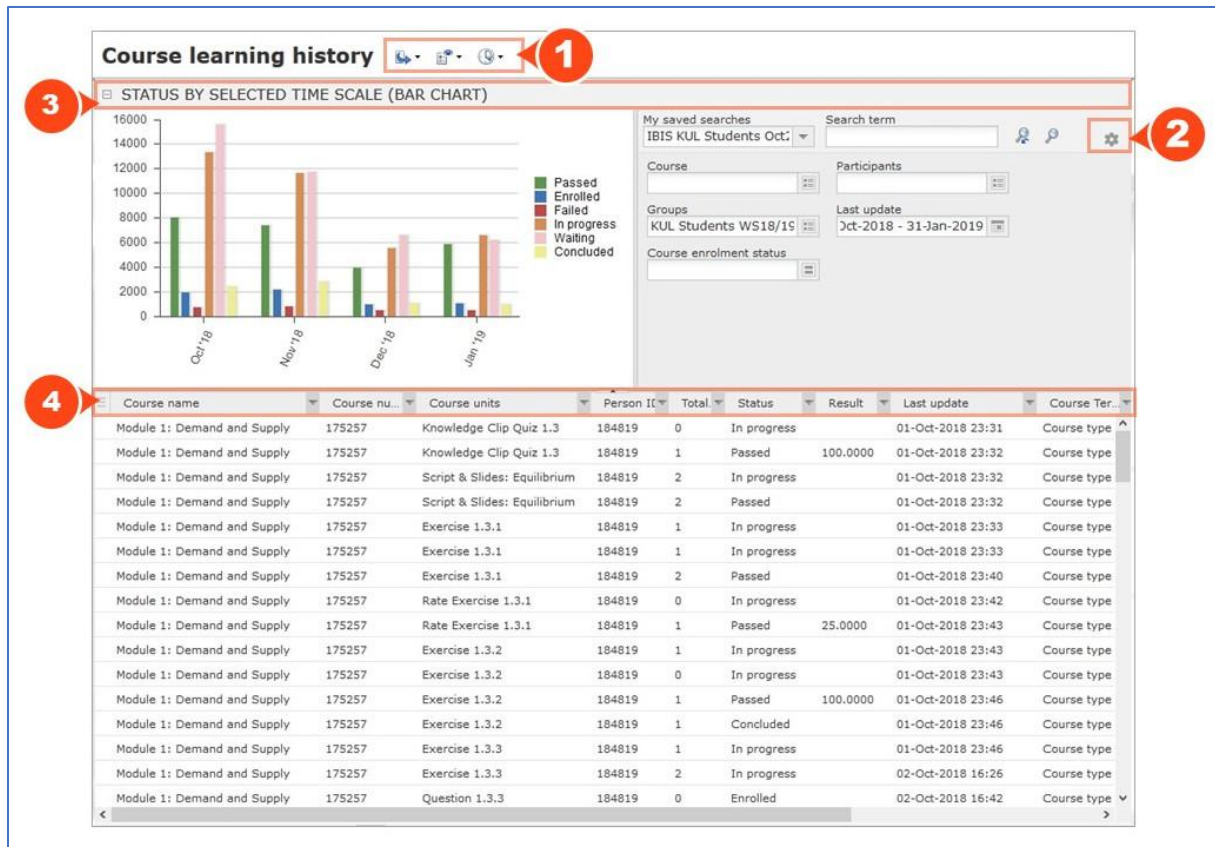 Course learning history
1
3
STATUS BY SELECTED TIME SCALE (BAR CHART)
2
16000
14000
12000
10000
8000
6000
4000
2000
0
Oct '18
Nov '18
Dec '18
Jan '19
Passed
Enrolled
Failed
In progress
Waiting
Concluded
My saved searches Search term
IBIS KUL Students Oct2
Course Participants
Groups Last update
KUL Students WS18/19 Oct-2018 - 31-Jan-2019
Course enrolment status
4
Course name Course nu... Course units Person ID Total. Status Result Last update Course Ter...
Module 1: Demand and Supply 175257 Knowledge Clip Quiz 1.3 184819 0 In progress 01-Oct-2018 23:31 Course type
Module 1: Demand and Supply 175257 Knowledge Clip Quiz 1.3 184819 1 Passed 100.0000 01-Oct-2018 23:32 Course type
Module 1: Demand and Supply 175257 Script & Slides: Equilibrium 184819 2 In progress 01-Oct-2018 23:32 Course type
Module 1: Demand and Supply 175257 Script & Slides: Equilibrium 184819 2 Passed 01-Oct-2018 23:32 Course type
Module 1: Demand and Supply 175257 Exercise 1.3.1 184819 1 In progress 01-Oct-2018 23:33 Course type
Module 1: Demand and Supply 175257 Exercise 1.3.1 184819 1 In progress 01-Oct-2018 23:33 Course type
Module 1: Demand and Supply 175257 Exercise 1.3.1 184819 2 Passed 01-Oct-2018 23:40 Course type
Module 1: Demand and Supply 175257 Rate Exercise 1.3.1 184819 0 In progress 01-Oct-2018 23:42 Course type
Module 1: Demand and Supply 175257 Rate Exercise 1.3.1 184819 1 Passed 25.0000 01-Oct-2018 23:43 Course type
Module 1: Demand and Supply 175257 Exercise 1.3.2 184819 1 In progress 01-Oct-2018 23:43 Course type
Module 1: Demand and Supply 175257 Exercise 1.3.2 184819 0 In progress 01-Oct-2018 23:43 Course type
Module 1: Demand and Supply 175257 Exercise 1.3.2 184819 1 Passed 100.0000 01-Oct-2018 23:46 Course type
Module 1: Demand and Supply 175257 Exercise 1.3.2 184819 1 Concluded 01-Oct-2018 23:46 Course type
Module 1: Demand and Supply 175257 Exercise 1.3.3 184819 1 In progress 01-Oct-2018 23:46 Course type
Module 1: Demand and Supply 175257 Exercise 1.3.3 184819 2 In progress 02-Oct-2018 16:26 Course type
Module 1: Demand and Supply 175257 Question 1.3.3 184819 0 Enrolled 02-Oct-2018 16:42 Course type